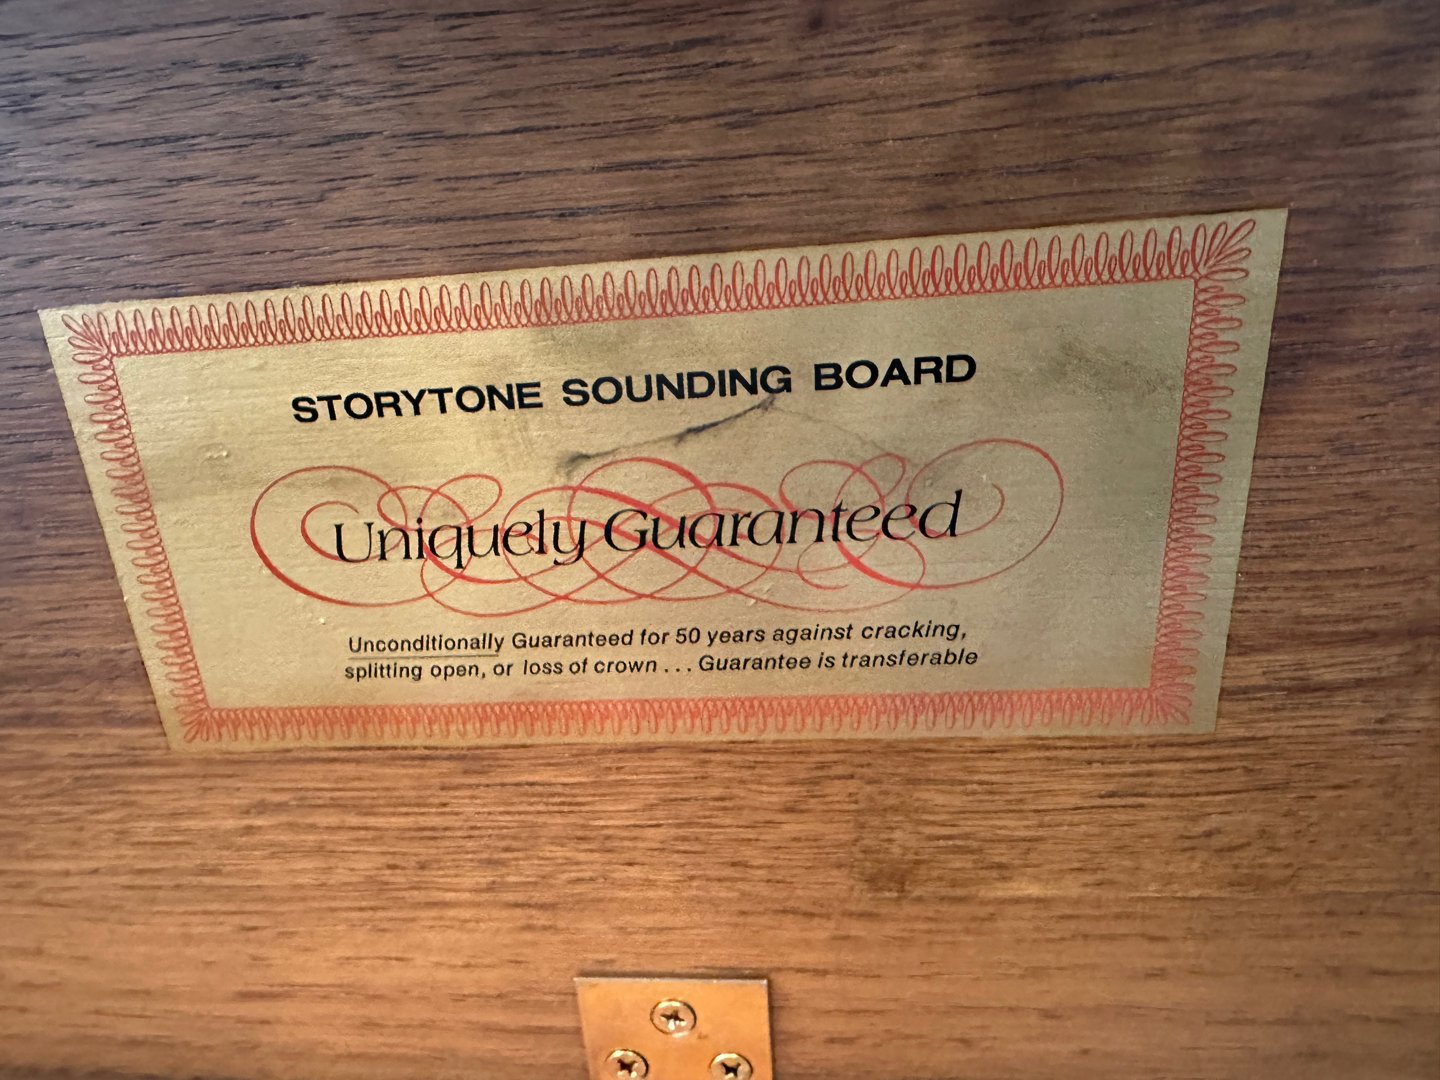 STORYTONE SOUNDING BOARD
Uniquely Guaranteed
Unconditionally Guaranteed for 50 years against cracking,
splitting open, or loss of crown . . . Guarantee is transferable